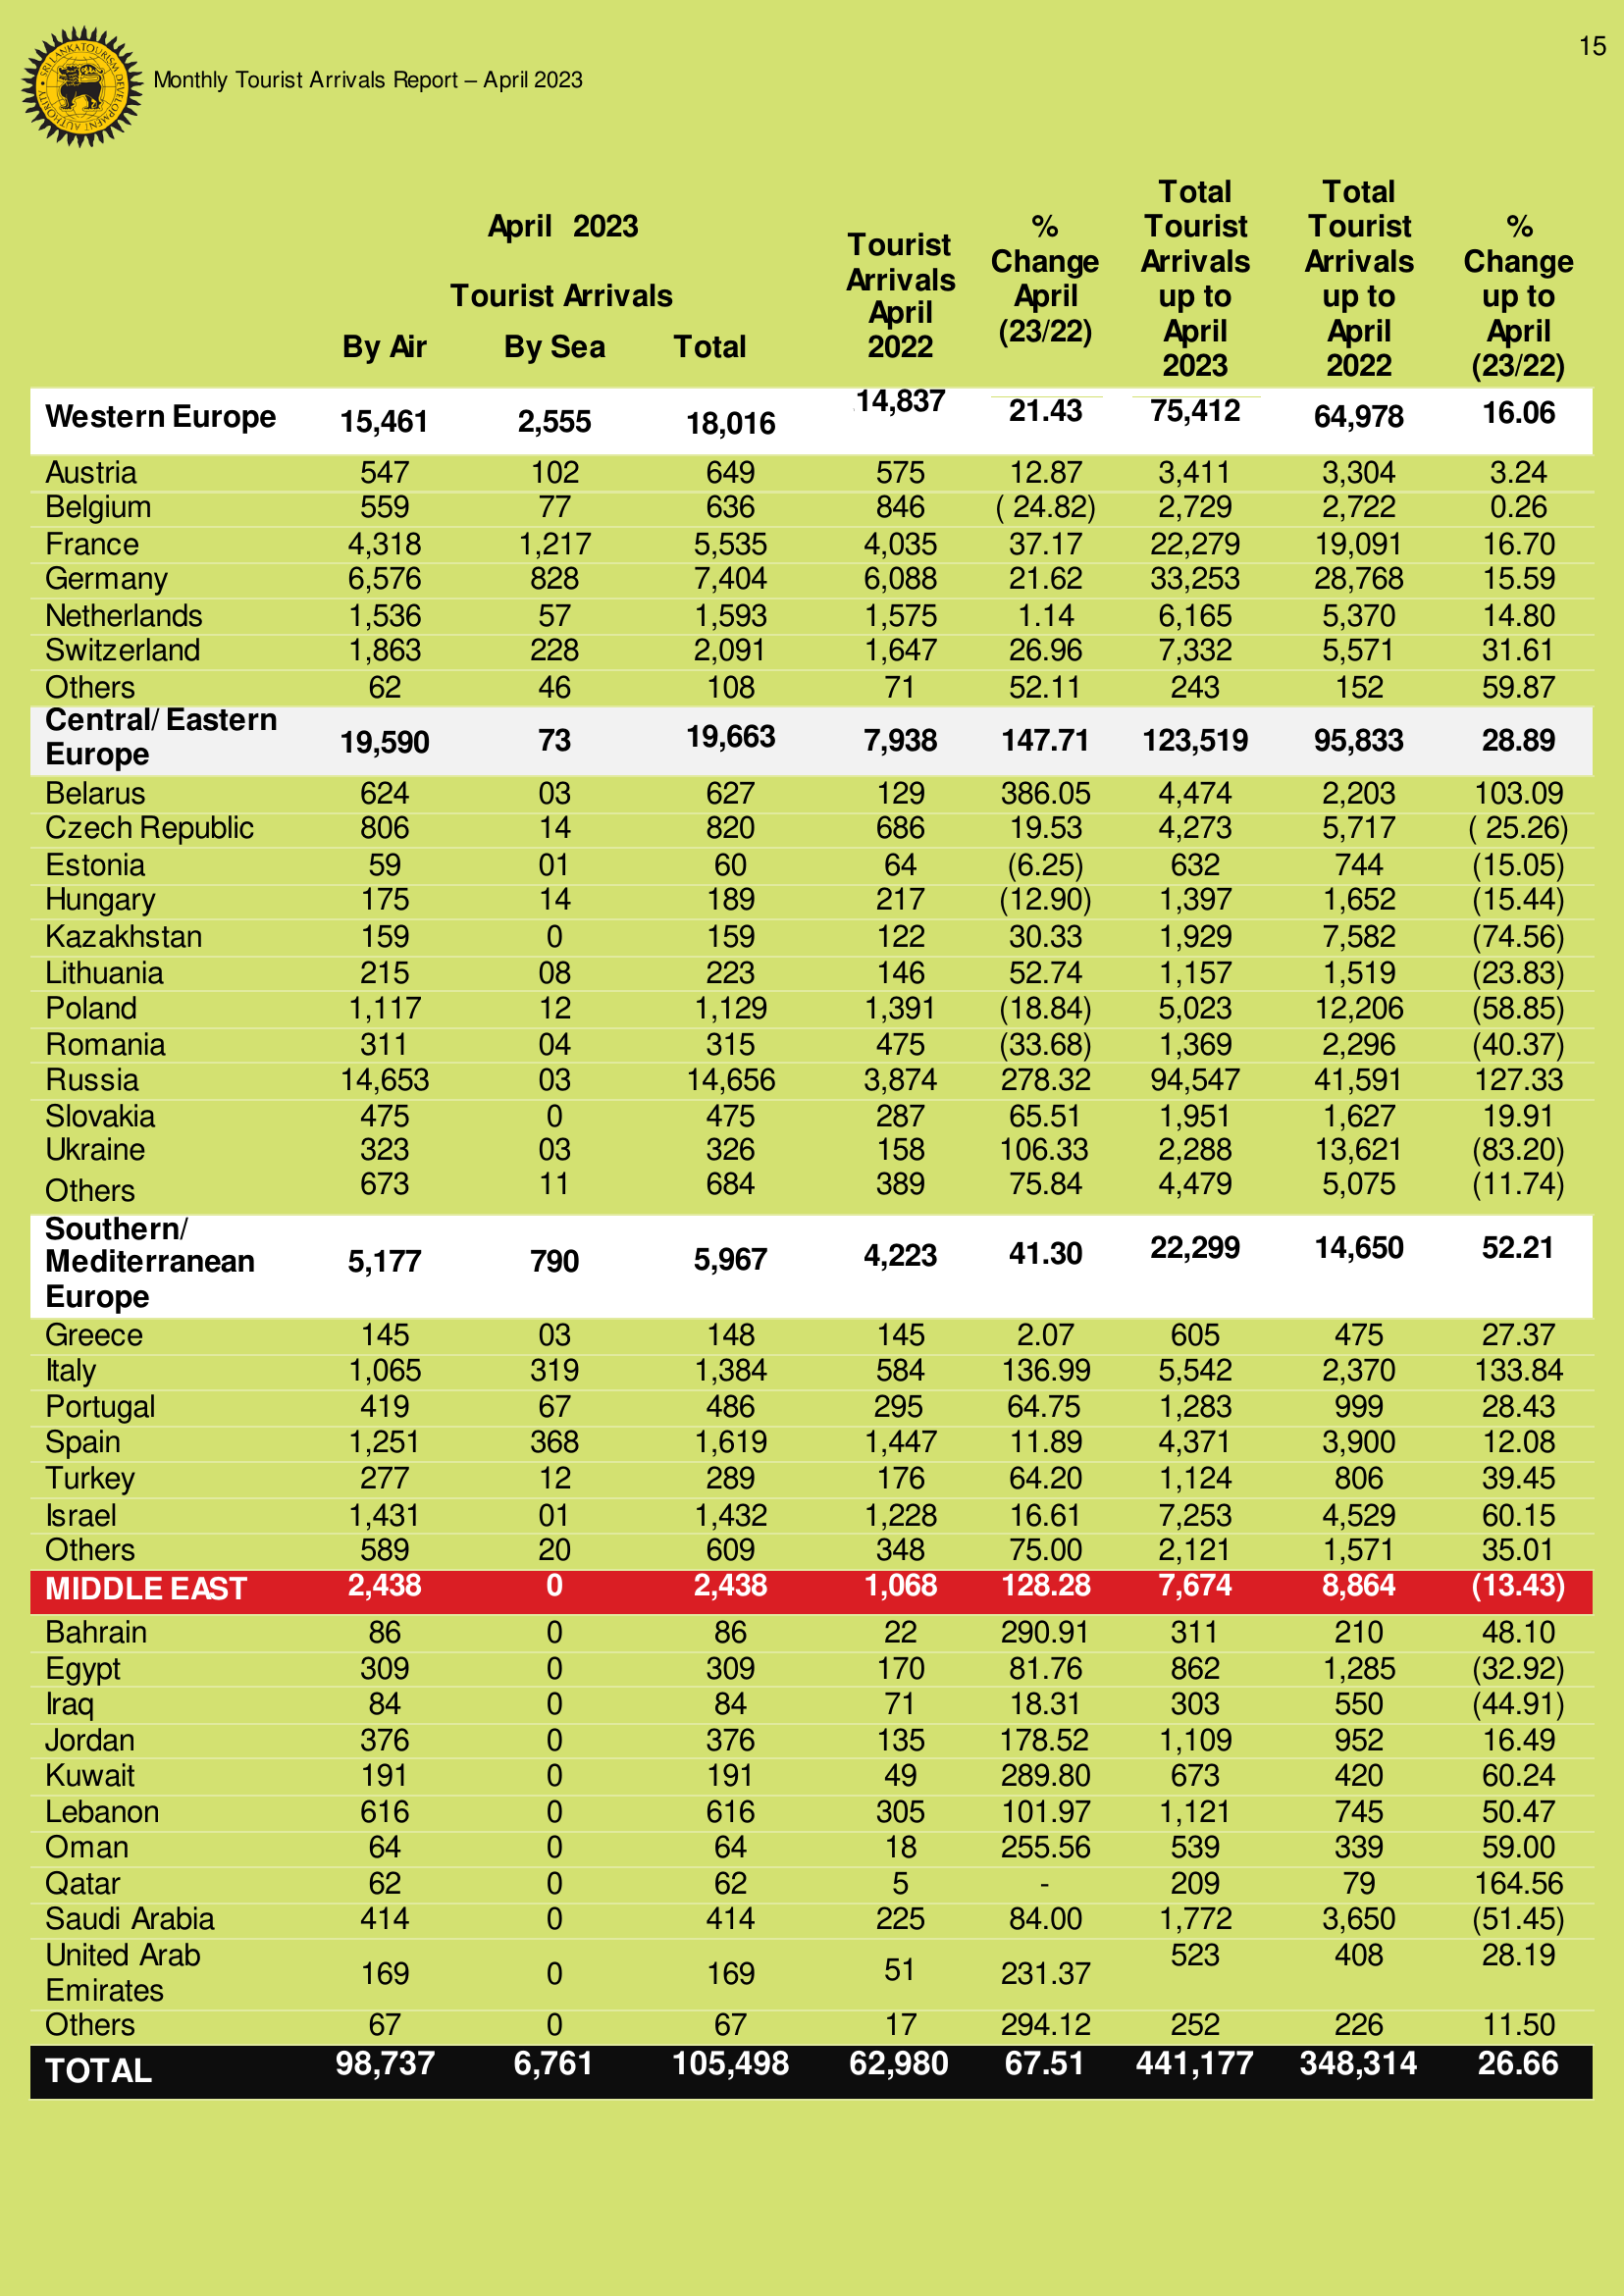 15
SRI LANKA TOURISM DEVELOPMENT AUTHORITY
Monthly Tourist Arrivals Report – April 2023
April 2023
Tourist Arrivals
By Air By Sea Total
Tourist
Arrivals
April
2022
%
Change
April
(23/22)
Total
Tourist
Arrivals
up to
April
2023
Total
Tourist
Arrivals
up to
April
2022
%
Change
up to
April
(23/22)
Western Europe 15,461 2,555 18,016 14,837 21.43 75,412 64,978 16.06
Austria 547 102 649 575 12.87 3,411 3,304 3.24
Belgium 559 77 636 846 ( 24.82) 2,729 2,722 0.26
France 4,318 1,217 5,535 4,035 37.17 22,279 19,091 16.70
Germany 6,576 828 7,404 6,088 21.62 33,253 28,768 15.59
Netherlands 1,536 57 1,593 1,575 1.14 6,165 5,370 14.80
Switzerland 1,863 228 2,091 1,647 26.96 7,332 5,571 31.61
Others 62 46 108 71 52.11 243 152 59.87
Central/ Eastern
Europe 19,590 73 19,663 7,938 147.71 123,519 95,833 28.89
Belarus 624 03 627 129 386.05 4,474 2,203 103.09
Czech Republic 806 14 820 686 19.53 4,273 5,717 ( 25.26)
Estonia 59 01 60 64 (6.25) 632 744 (15.05)
Hungary 175 14 189 217 (12.90) 1,397 1,652 (15.44)
Kazakhstan 159 0 159 122 30.33 1,929 7,582 (74.56)
Lithuania 215 08 223 146 52.74 1,157 1,519 (23.83)
Poland 1,117 12 1,129 1,391 (18.84) 5,023 12,206 (58.85)
Romania 311 04 315 475 (33.68) 1,369 2,296 (40.37)
Russia 14,653 03 14,656 3,874 278.32 94,547 41,591 127.33
Slovakia 475 0 475 287 65.51 1,951 1,627 19.91
Ukraine 323 03 326 158 106.33 2,288 13,621 (83.20)
Others 673 11 684 389 75.84 4,479 5,075 (11.74)
Southern/
Mediterranean
Europe 5,177 790 5,967 4,223 41.30 22,299 14,650 52.21
Greece 145 03 148 145 2.07 605 475 27.37
Italy 1,065 319 1,384 584 136.99 5,542 2,370 133.84
Portugal 419 67 486 295 64.75 1,283 999 28.43
Spain 1,251 368 1,619 1,447 11.89 4,371 3,900 12.08
Turkey 277 12 289 176 64.20 1,124 806 39.45
Israel 1,431 01 1,432 1,228 16.61 7,253 4,529 60.15
Others 589 20 609 348 75.00 2,121 1,571 35.01
MIDDLE EAST 2,438 0 2,438 1,068 128.28 7,674 8,864 (13.43)
Bahrain 86 0 86 22 290.91 311 210 48.10
Egypt 309 0 309 170 81.76 862 1,285 (32.92)
Iraq 84 0 84 71 18.31 303 550 (44.91)
Jordan 376 0 376 135 178.52 1,109 952 16.49
Kuwait 191 0 191 49 289.80 673 420 60.24
Lebanon 616 0 616 305 101.97 1,121 745 50.47
Oman 64 0 64 18 255.56 539 339 59.00
Qatar 62 0 62 5 - 209 79 164.56
Saudi Arabia 414 0 414 225 84.00 1,772 3,650 (51.45)
United Arab
Emirates 169 0 169 51 231.37 523 408 28.19
Others 67 0 67 17 294.12 252 226 11.50
TOTAL 98,737 6,761 105,498 62,980 67.51 441,177 348,314 26.66